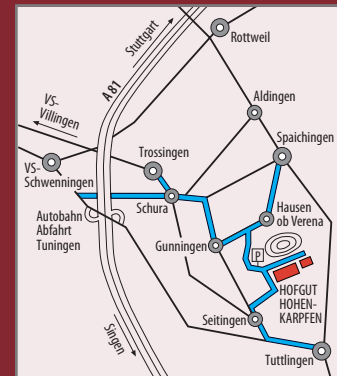 Stuttgart
Rottweil
A 81
VS-
Villingen
Aldingen
Spaichingen
Trossingen
VS-
Schwenningen
Schura
Hausen
ob Verena
Autobahn
Abfahrt
Tuningen
Gunningen
P
HOFGUT
HOHEN-
KARPFEN
Seitingen
Singen
Tuttlingen